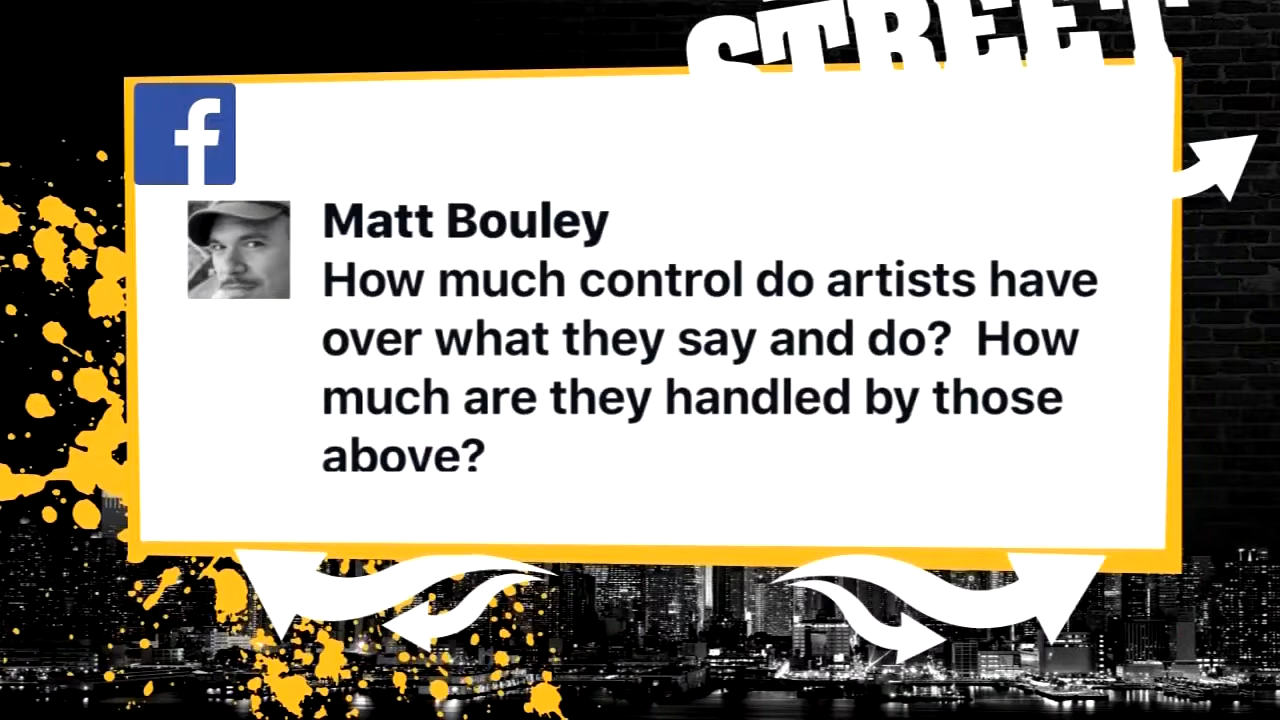 STREET
f
Matt Bouley
How much control do artists have
over what they say and do?  How
much are they handled by those
above?